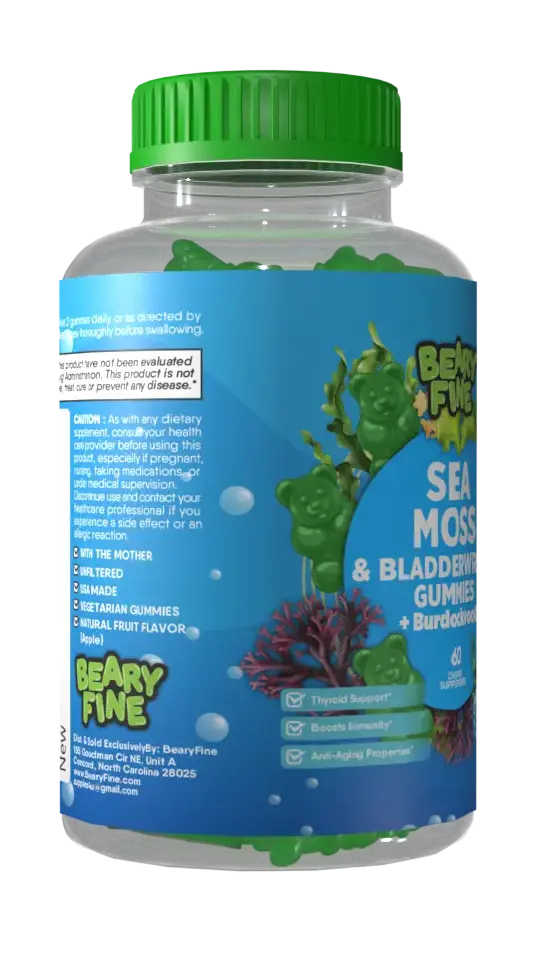 2 gummies daily or as directed by
thoroughly before swallowing.
product have not been evaluated
Administration. This product is not
treat, cure or prevent any disease.*
CAUTION : As with any dietary
supplement, consult your health
care provider before using this
product, especially if pregnant,
nursing, taking medications, or
under medical supervision.
Discontinue use and contact your
healthcare professional if you
experience a side effect or an
allergic reaction.
WITH THE MOTHER
UNFILTERED
USA MADE
VEGETARIAN GUMMIES
NATURAL FRUIT FLAVOR
(Apple)
BEARY
FINE
Dist & Sold ExclusivelyBy: BearyFine
Goodman Cir NE, Unit A
Concord, North Carolina 28025
www.BearyFine.com
New
BEARY
FINE
SEA
MOSS
& BLADDERWR
GUMMIES
+ Burdockroot
60
Thyroid Support*
Boosts Immunity*
Anti-Aging Properties*